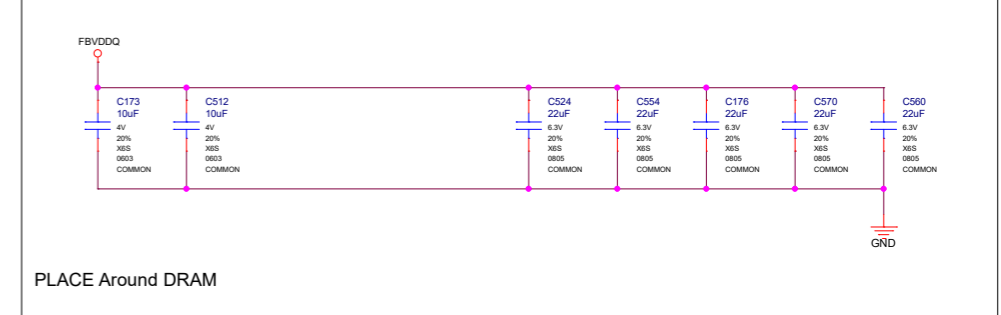 FBVDDQ
C173
10uF
4V
20%
X6S
0603
COMMON
C512
10uF
4V
20%
X6S
0603
COMMON
C524
22uF
6.3V
20%
X6S
0805
COMMON
C554
22uF
6.3V
20%
X6S
0805
COMMON
C176
22uF
6.3V
20%
X6S
0805
COMMON
C570
22uF
6.3V
20%
X6S
0805
COMMON
C560
22uF
6.3V
20%
X6S
0805
COMMON
GND
PLACE Around DRAM